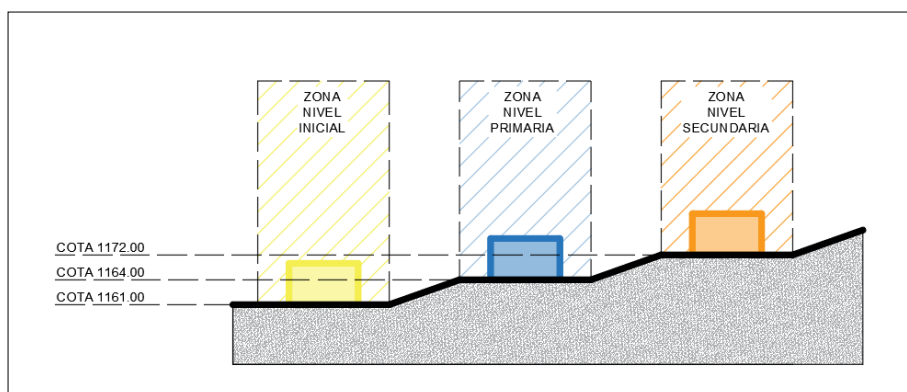 ZONA
NIVEL
INICIAL
ZONA
NIVEL
PRIMARIA
ZONA
NIVEL
SECUNDARIA
COTA 1172.00
COTA 1164.00
COTA 1161.00